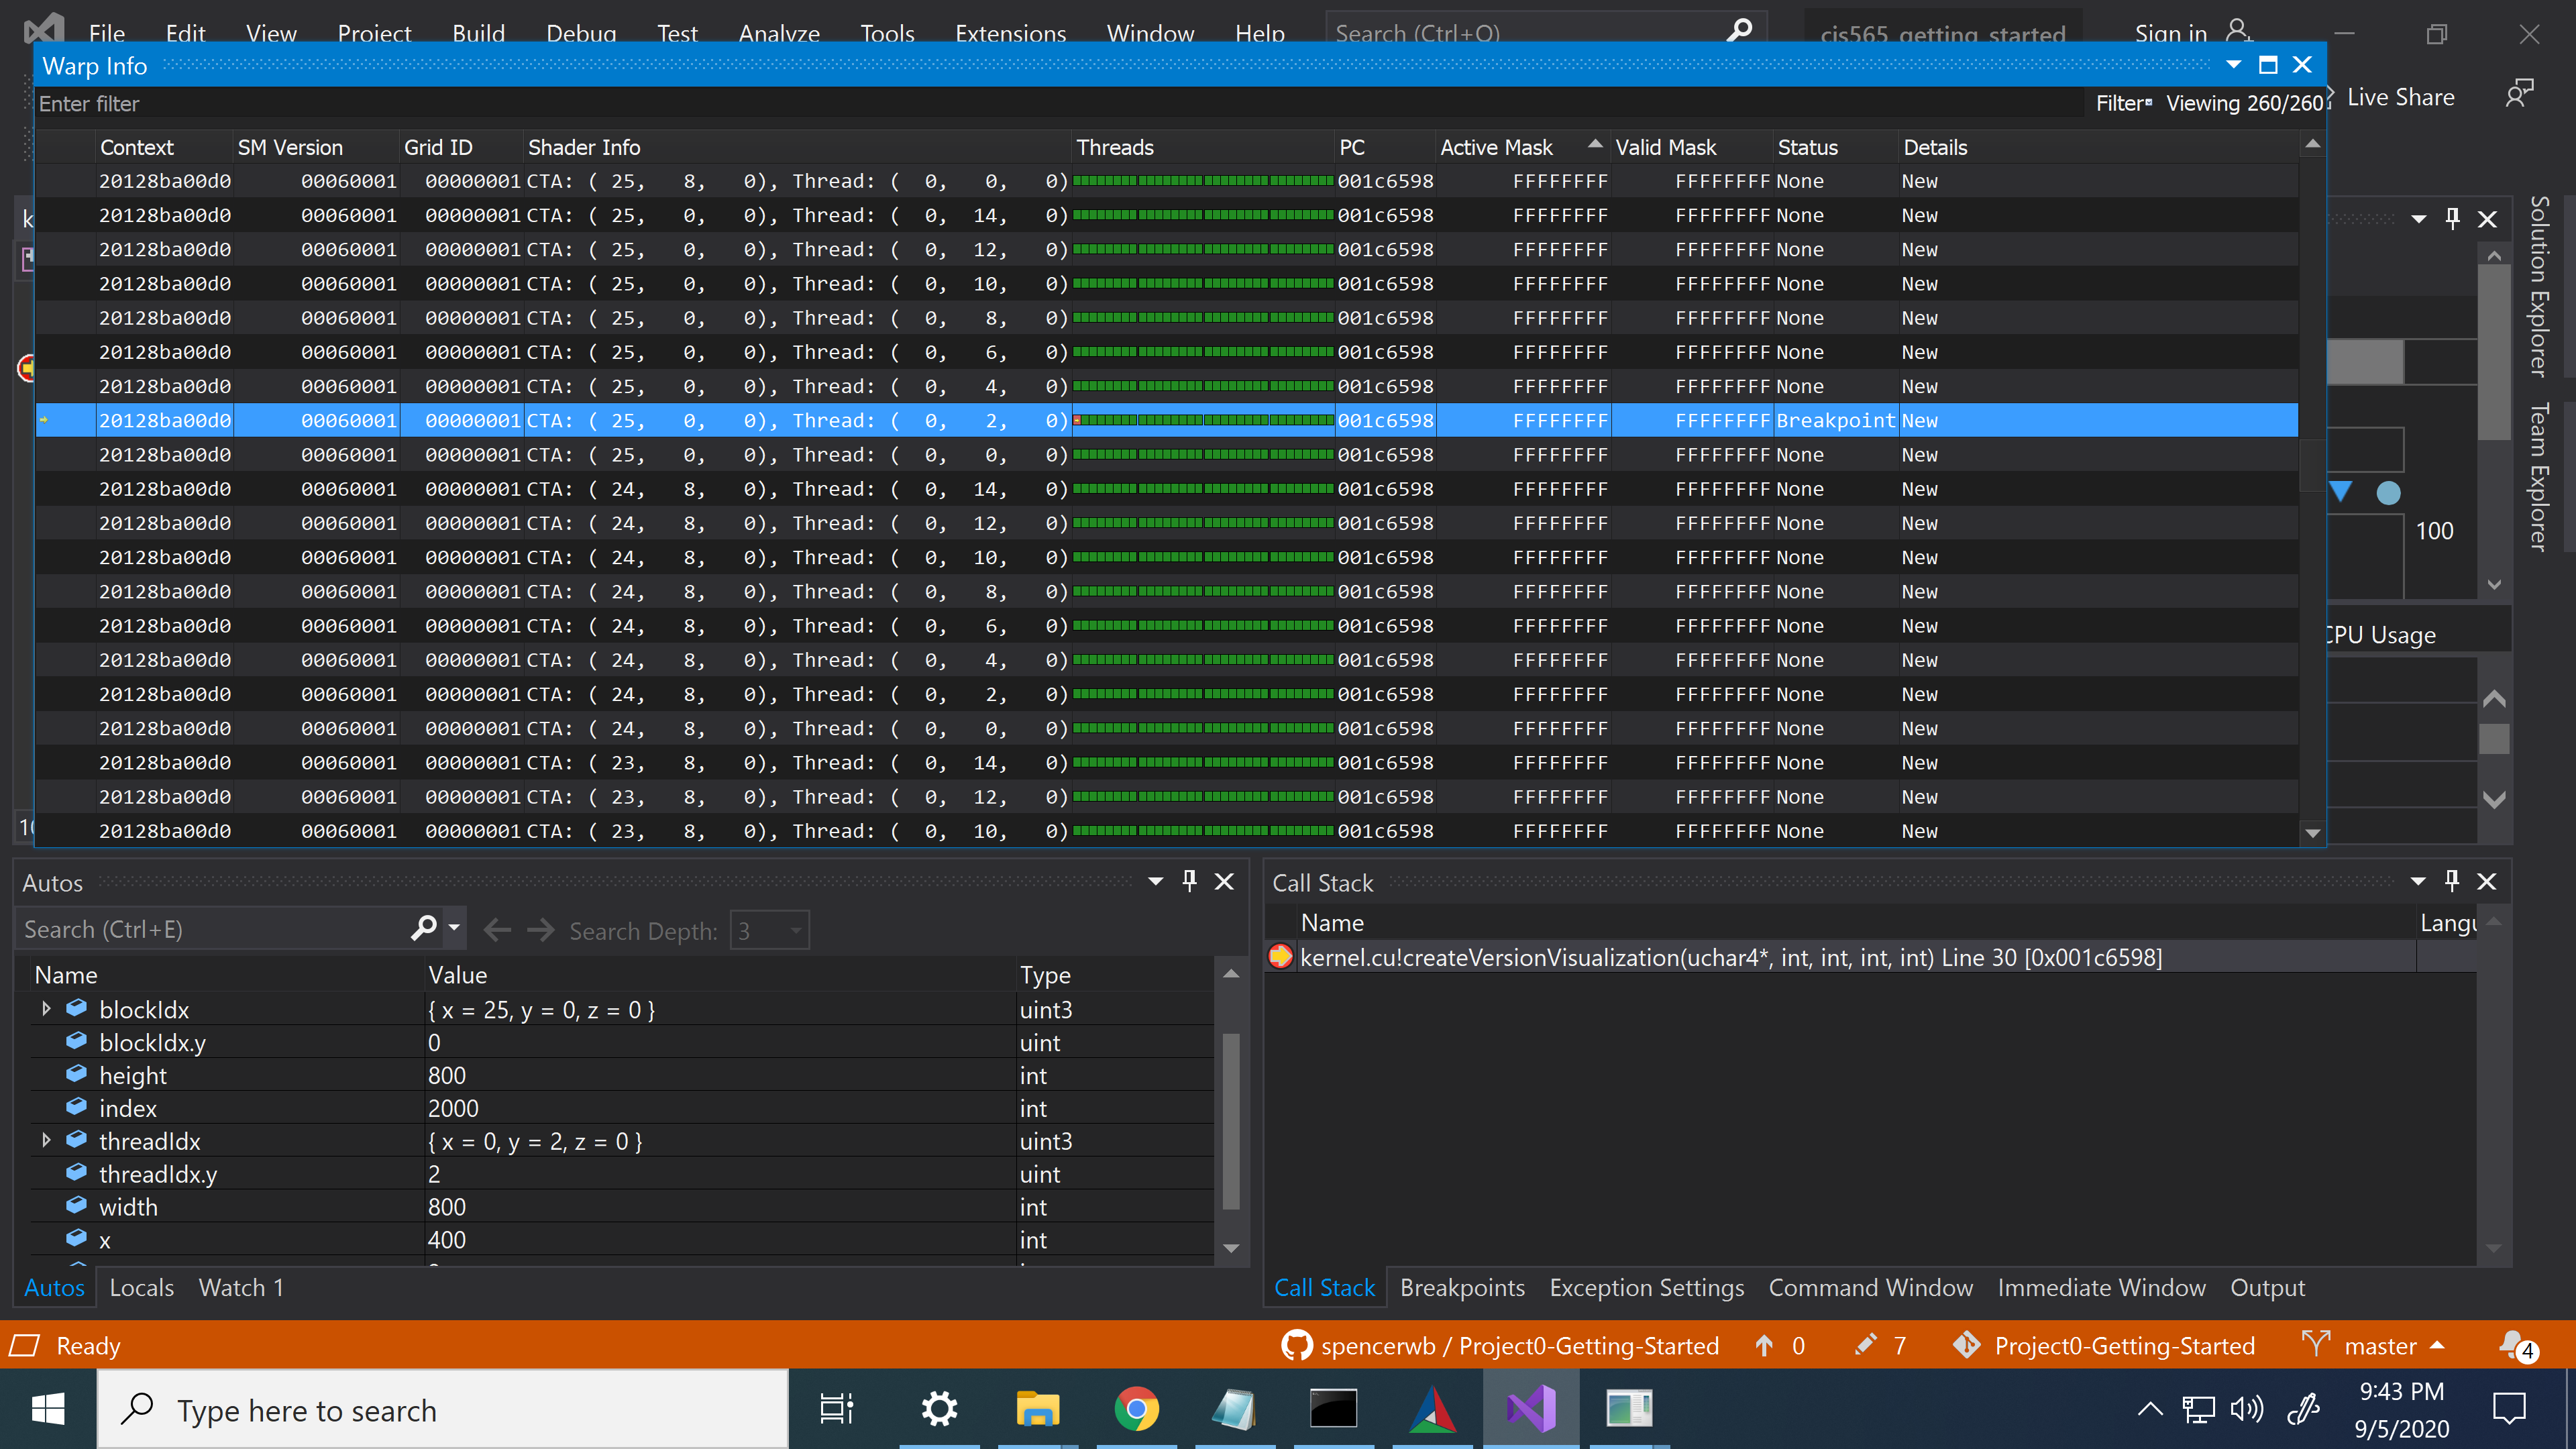 File Edit View Project Build Debug Test Analyze Tools Extensions Window Help Search (Ctrl+Q) cis565_getting_started Sign in
Warp Info
Enter filter Filter Viewing 260/260 Live Share
Context SM Version Grid ID Shader Info Threads PC Active Mask Valid Mask Status Details
20128ba00d0 00060001 00000001 CTA: ( 25, 8, 0), Thread: ( 0, 0, 0) 001c6598 FFFFFFFF FFFFFFFF None New
20128ba00d0 00060001 00000001 CTA: ( 25, 0, 0), Thread: ( 0, 14, 0) 001c6598 FFFFFFFF FFFFFFFF None New
20128ba00d0 00060001 00000001 CTA: ( 25, 0, 0), Thread: ( 0, 12, 0) 001c6598 FFFFFFFF FFFFFFFF None New
20128ba00d0 00060001 00000001 CTA: ( 25, 0, 0), Thread: ( 0, 10, 0) 001c6598 FFFFFFFF FFFFFFFF None New
20128ba00d0 00060001 00000001 CTA: ( 25, 0, 0), Thread: ( 0, 8, 0) 001c6598 FFFFFFFF FFFFFFFF None New
20128ba00d0 00060001 00000001 CTA: ( 25, 0, 0), Thread: ( 0, 6, 0) 001c6598 FFFFFFFF FFFFFFFF None New
20128ba00d0 00060001 00000001 CTA: ( 25, 0, 0), Thread: ( 0, 4, 0) 001c6598 FFFFFFFF FFFFFFFF None New
20128ba00d0 00060001 00000001 CTA: ( 25, 0, 0), Thread: ( 0, 2, 0) 001c6598 FFFFFFFF FFFFFFFF Breakpoint New
20128ba00d0 00060001 00000001 CTA: ( 25, 0, 0), Thread: ( 0, 0, 0) 001c6598 FFFFFFFF FFFFFFFF None New
20128ba00d0 00060001 00000001 CTA: ( 24, 8, 0), Thread: ( 0, 14, 0) 001c6598 FFFFFFFF FFFFFFFF None New
20128ba00d0 00060001 00000001 CTA: ( 24, 8, 0), Thread: ( 0, 12, 0) 001c6598 FFFFFFFF FFFFFFFF None New
20128ba00d0 00060001 00000001 CTA: ( 24, 8, 0), Thread: ( 0, 10, 0) 001c6598 FFFFFFFF FFFFFFFF None New
20128ba00d0 00060001 00000001 CTA: ( 24, 8, 0), Thread: ( 0, 8, 0) 001c6598 FFFFFFFF FFFFFFFF None New
20128ba00d0 00060001 00000001 CTA: ( 24, 8, 0), Thread: ( 0, 6, 0) 001c6598 FFFFFFFF FFFFFFFF None New
20128ba00d0 00060001 00000001 CTA: ( 24, 8, 0), Thread: ( 0, 4, 0) 001c6598 FFFFFFFF FFFFFFFF None New
20128ba00d0 00060001 00000001 CTA: ( 24, 8, 0), Thread: ( 0, 2, 0) 001c6598 FFFFFFFF FFFFFFFF None New
20128ba00d0 00060001 00000001 CTA: ( 24, 8, 0), Thread: ( 0, 0, 0) 001c6598 FFFFFFFF FFFFFFFF None New
20128ba00d0 00060001 00000001 CTA: ( 23, 8, 0), Thread: ( 0, 14, 0) 001c6598 FFFFFFFF FFFFFFFF None New
20128ba00d0 00060001 00000001 CTA: ( 23, 8, 0), Thread: ( 0, 12, 0) 001c6598 FFFFFFFF FFFFFFFF None New
20128ba00d0 00060001 00000001 CTA: ( 23, 8, 0), Thread: ( 0, 10, 0) 001c6598 FFFFFFFF FFFFFFFF None New
Solution Explorer
Team Explorer
100
CPU Usage
Autos
Search (Ctrl+E) Search Depth: 3
Name Value Type
blockIdx { x = 25, y = 0, z = 0 } uint3
blockIdx.y 0 uint
height 800 int
index 2000 int
threadIdx { x = 0, y = 2, z = 0 } uint3
threadIdx.y 2 uint
width 800 int
x 400 int
Autos Locals Watch 1
Call Stack
Name Langu
kernel.cu!createVersionVisualization(uchar4*, int, int, int, int) Line 30 [0x001c6598]
Call Stack Breakpoints Exception Settings Command Window Immediate Window Output
Ready spencerwb / Project0-Getting-Started 0 7 Project0-Getting-Started master 4
Type here to search
9:43 PM
9/5/2020